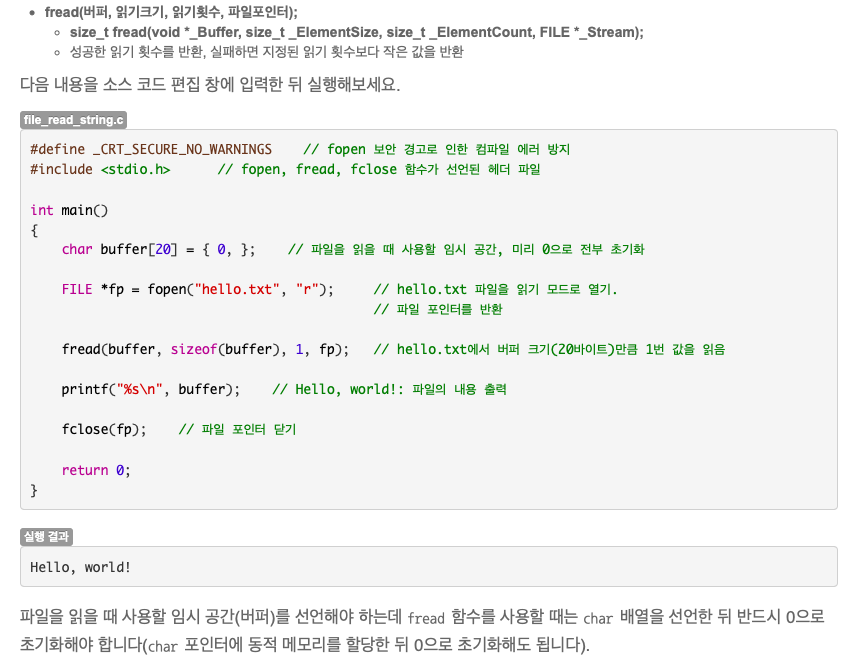 fread(버퍼, 읽기크기, 읽기횟수, 파일포인터);
size_t fread(void *_Buffer, size_t _ElementSize, size_t _ElementCount, FILE *_Stream);
성공한 읽기 횟수를 반환, 실패하면 지정된 읽기 횟수보다 작은 값을 반환
다음 내용을 소스 코드 편집 창에 입력한 뒤 실행해보세요.
file_read_string.c
#define _CRT_SECURE_NO_WARNINGS    // fopen 보안 경고로 인한 컴파일 에러 방지
#include <stdio.h>      // fopen, fread, fclose 함수가 선언된 헤더 파일
int main()
{
    char buffer[20] = { 0, };    // 파일을 읽을 때 사용할 임시 공간, 미리 0으로 전부 초기화
    FILE *fp = fopen("hello.txt", "r");     // hello.txt 파일을 읽기 모드로 열기.
                                            // 파일 포인터를 반환
    fread(buffer, sizeof(buffer), 1, fp);   // hello.txt에서 버퍼 크기(20바이트)만큼 1번 값을 읽음
    printf("%s\n", buffer);    // Hello, world!: 파일의 내용 출력
    fclose(fp);    // 파일 포인터 닫기
    return 0;
}
실행 결과
Hello, world!
파일을 읽을 때 사용할 임시 공간(버퍼)를 선언해야 하는데 fread 함수를 사용할 때는 char 배열을 선언한 뒤 반드시 0으로
초기화해야 합니다(char 포인터에 동적 메모리를 할당한 뒤 0으로 초기화해도 됩니다).